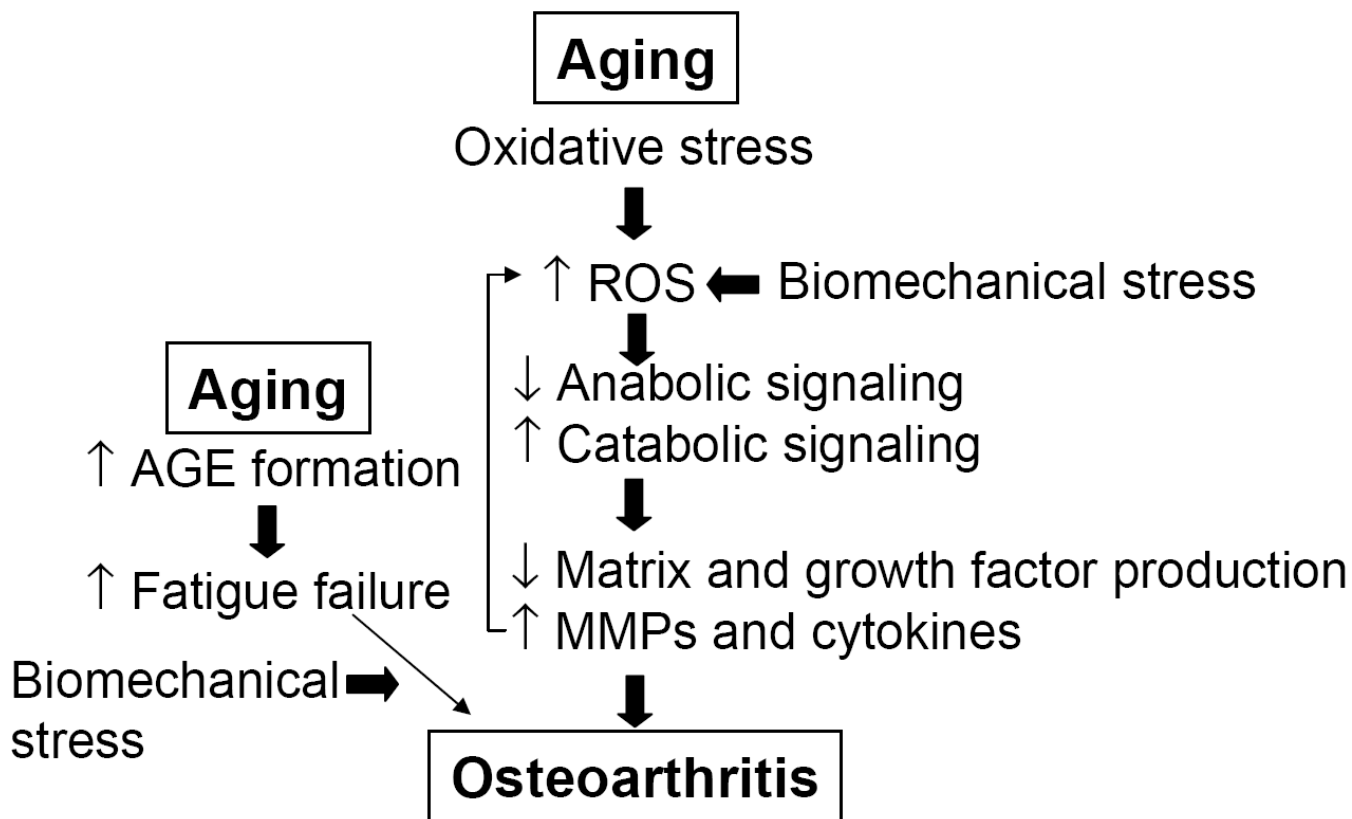 Aging
Oxidative stress
↑ ROS
Biomechanical stress
↓ Anabolic signaling
↑ Catabolic signaling
↓ Matrix and growth factor production
↑ MMPs and cytokines
Aging
↑ AGE formation
↑ Fatigue failure
Biomechanical
stress
Osteoarthritis